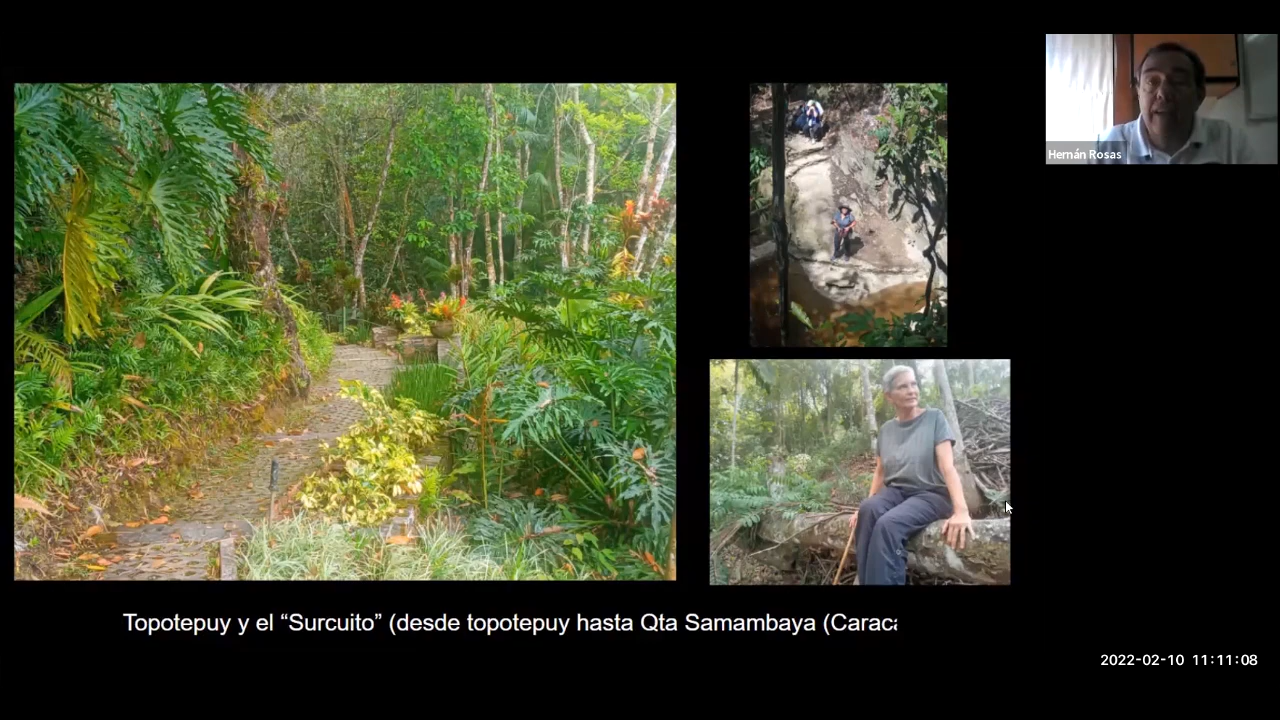 Hernán Rosas
Topotepuy y el “Surcuito” (desde topotepuy hasta Qta Samambaya (Carac
2022-02-10 11:11:08